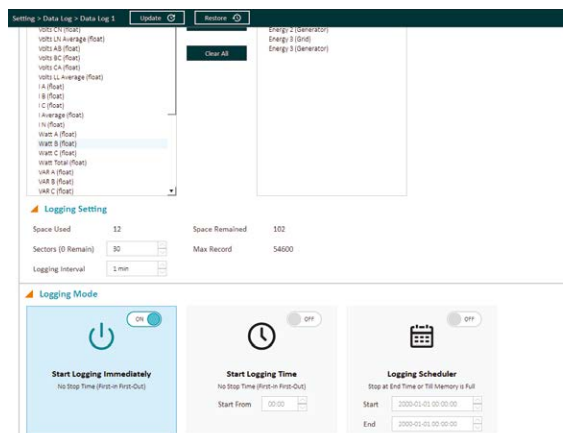 Setting > Data Log > Data Log 1 Update Restore
Volts CN (float)
Volts LN Average (float)
Volts AB (float)
Volts BC (float)
Volts CA (float)
Volts LL Average (float)
I A (float)
I B (float)
I C (float)
I Average (float)
I N (float)
Watt A (float)
Watt B (float)
Watt C (float)
Watt Total (float)
VAR A (float)
VAR B (float)
VAR C (float)
Clear All
Energy 2 (Generator)
Energy 3 (Grid)
Energy 3 (Generator)
Logging Setting
Space Used 12 Space Remained 102
Sectors (0 Remain) 30 Max Record 54600
Logging Interval 1 min
Logging Mode
ON
Start Logging Immediately
No Stop Time (First-in First-Out)
OFF
Start Logging Time
No Stop Time (First-in First-Out)
Start From 00:00
OFF
Logging Scheduler
Stop at End Time or Till Memory is Full
Start 2000-01-01 00:00:00
End 2000-01-01 00:00:00